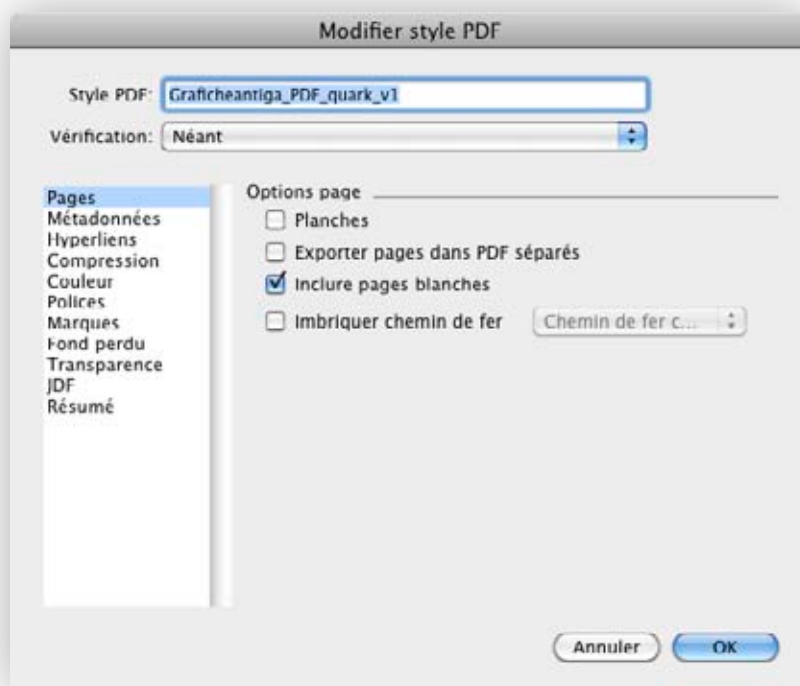 Modifier style PDF
Style PDF: Graficheantiga_PDF_quark_v1
Vérification: Néant
Pages
Métadonnées
Hyperliens
Compression
Couleur
Polices
Marques
Fond perdu
Transparence
JDF
Résumé
Options page
Planches
Exporter pages dans PDF séparés
Inclure pages blanches
Imbriquer chemin de fer Chemin de fer c...
Annuler OK